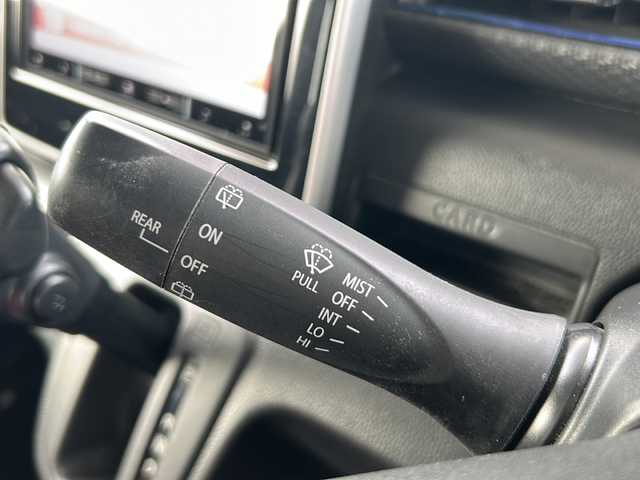 CARD
REAR
ON
OFF
PULL
MIST
OFF
INT
LO
HI